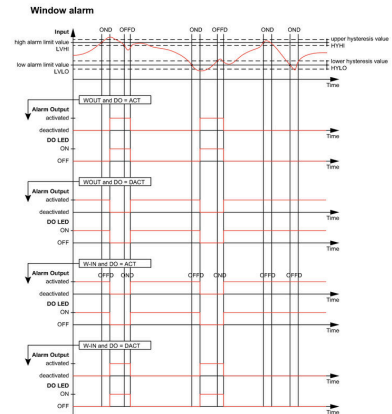 Window alarm
Input
OND OFFD OND OFFD OND OND
high alarm limit value
LVHI
upper hysteresis value
HYHI
low alarm limit value
LVLO
lower hysteresis value
HYLO
Time
WOUT and DO = ACT
Alarm Output
activated
deactivated
Time
DO LED
ON
OFF
Time
WOUT and DO = DACT
Alarm Output
activated
deactivated
Time
DO LED
ON
OFF
Time
W-IN and DO = ACT
Alarm Output
OFFD OND OFFD OND OFFD OFFD
activated
deactivated
Time
DO LED
ON
OFF
Time
W-IN and DO = DACT
Alarm Output
activated
deactivated
Time
DO LED
ON
OFF
Time